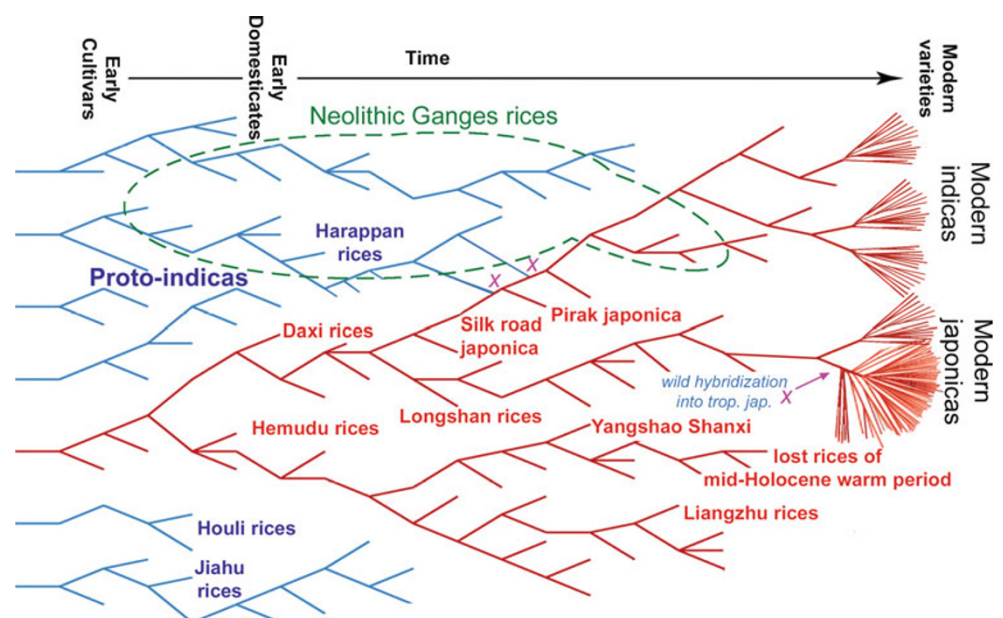 Early
Cultivars
Early
Domesticates
Time
Modern
varieties
Neolithic Ganges rices
Modern
indicas
Harappan
rices
Proto-indicas
X
X
Daxi rices
Silk road
japonica
Pirak japonica
Modern
japonicas
wild hybridization
into trop. jap.
X
Longshan rices
Hemudu rices
Yangshao Shanxi
lost rices of
mid-Holocene warm period
Liangzhu rices
Houli rices
Jiahu
rices